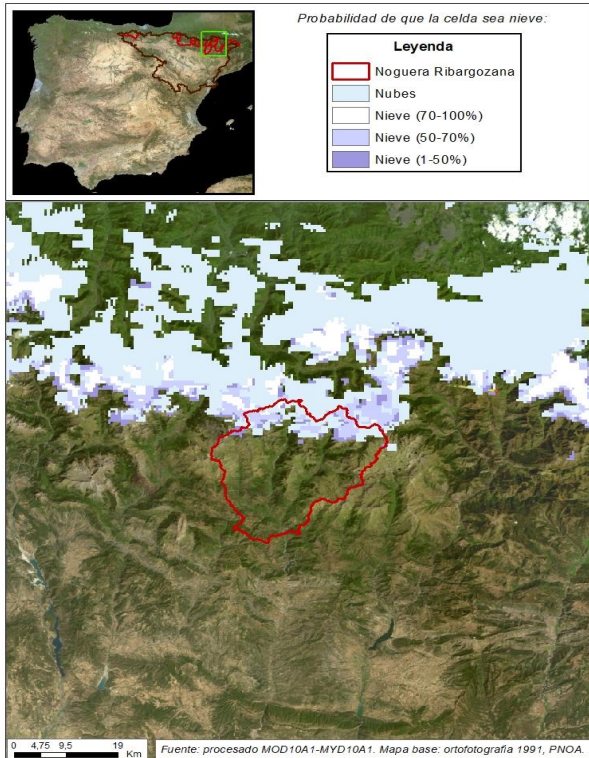 Probabilidad de que la celda sea nieve:
Leyenda
Noguera Ribargozana
Nubes
Nieve (70-100%)
Nieve (50-70%)
Nieve (1-50%)
0 4,75 9,5 19
Km
Fuente: procesado MOD10A1-MYD10A1. Mapa base: ortofotografía 1991, PNOA.